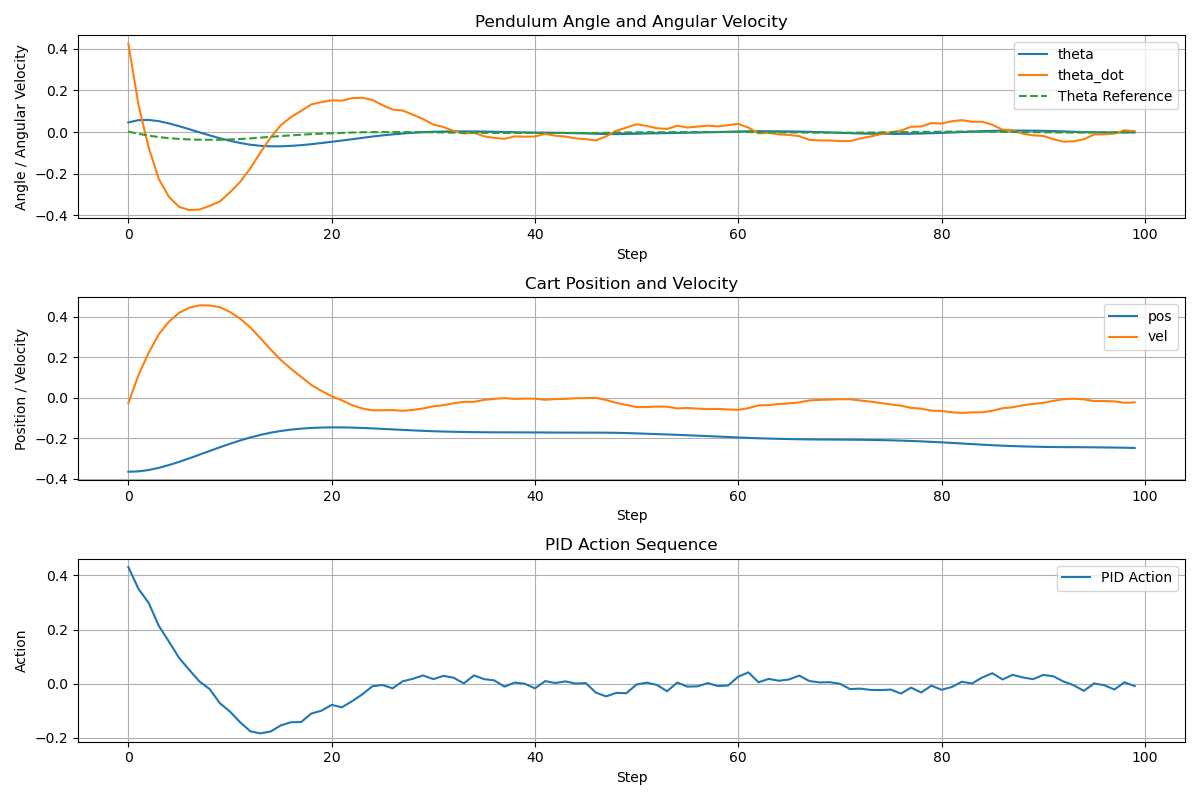 Pendulum Angle and Angular Velocity
Angle / Angular Velocity
0.4
0.2
0.0
−0.2
−0.4
theta
theta_dot
Theta Reference
0 20 40 60 80 100
Step
Cart Position and Velocity
Position / Velocity
0.4
0.2
0.0
−0.2
−0.4
pos
vel
0 20 40 60 80 100
Step
PID Action Sequence
Action
0.4
0.2
0.0
−0.2
PID Action
0 20 40 60 80 100
Step